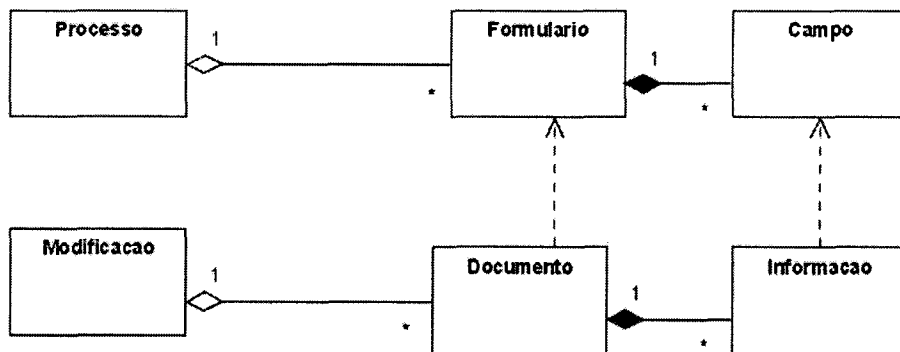 Processo
Formulario
Campo
1
*
1
*
Modificacao
Documento
Informacao
1
*
1
*